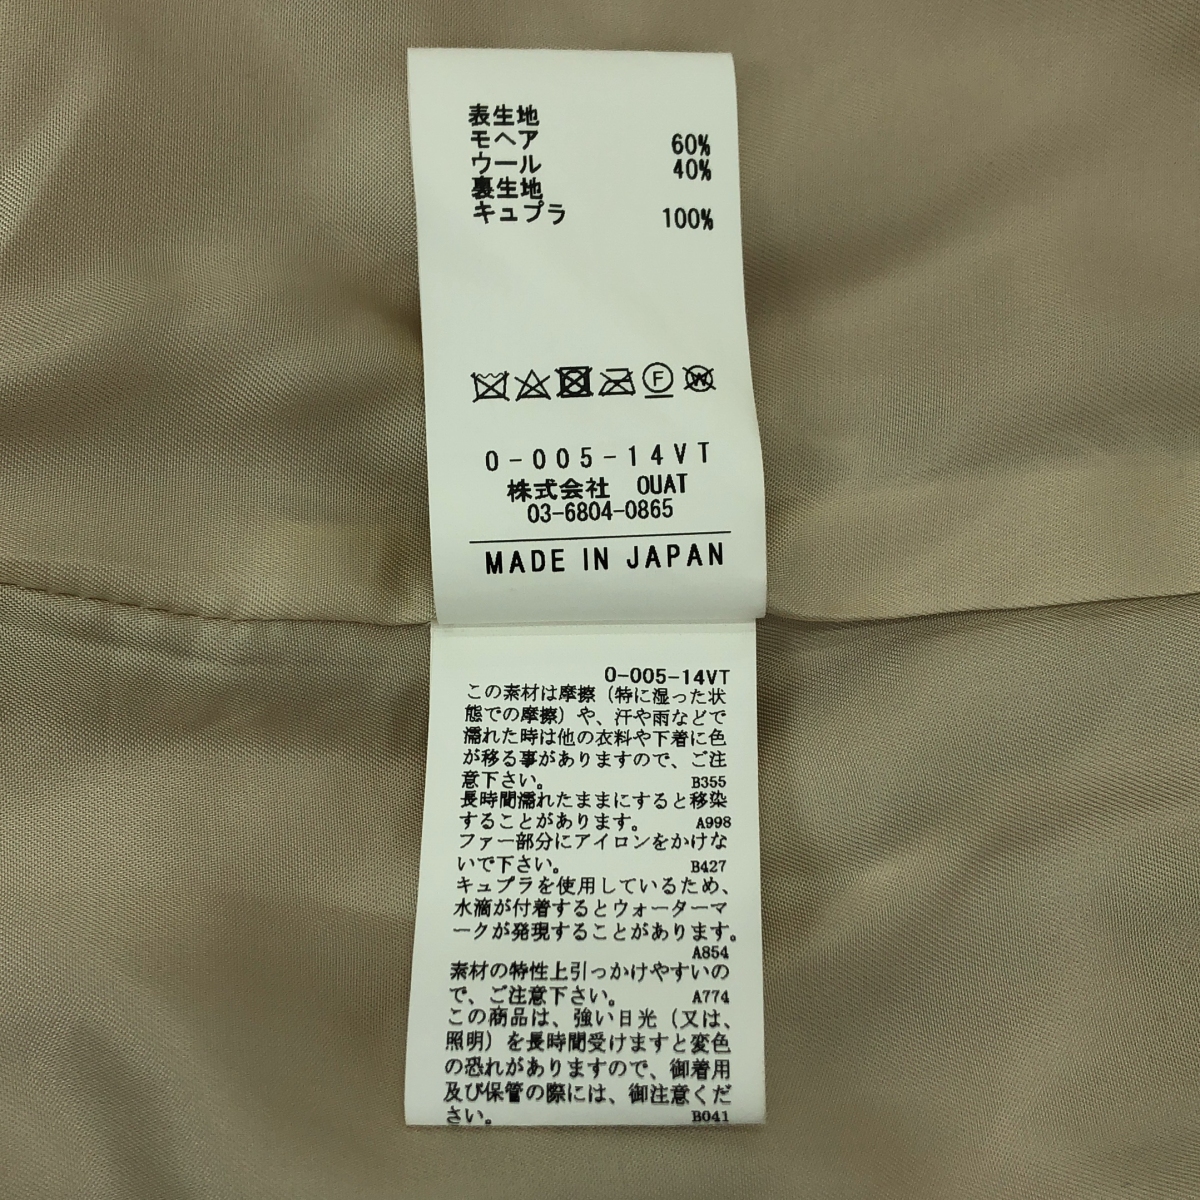 表生地
モヘア 60%
ウール 40%
裏生地
キュプラ 100%
F W
0-005-14VT
株式会社 OUAT
03-6804-0865
MADE IN JAPAN
0-005-14VT
この素材は摩擦（特に湿った状
態での摩擦）や、汗や雨などで
濡れた時は他の衣料や下着に色
が移る事がありますので、ご注
意下さい。 B355
長時間濡れたままにすると移染
することがあります。 A998
ファー部分にアイロンをかけな
いで下さい。 B427
キュプラを使用しているため、
水滴が付着するとウォーターマ
ークが発現することがあります。
A854
素材の特性上引っかけやすいの
で、ご注意下さい。 A774
この商品は、強い日光（又は、
照明）を長時間受けますと変色
の恐れがありますので、御着用
及び保管の際には、御注意くだ
さい。 B041